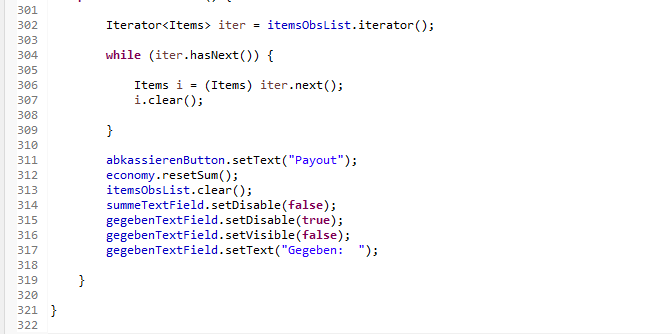 301
302 Iterator<Items> iter = itemsObsList.iterator();
303
304 while (iter.hasNext()) {
305
306 Items i = (Items) iter.next();
307 i.clear();
308
309 }
310
311 abkassierenButton.setText("Payout");
312 economy.resetSum();
313 itemsObsList.clear();
314 summeTextField.setDisable(false);
315 gegebenTextField.setDisable(true);
316 gegebenTextField.setVisible(false);
317 gegebenTextField.setText("Gegeben:  ");
318
319 }
320
321 }
322